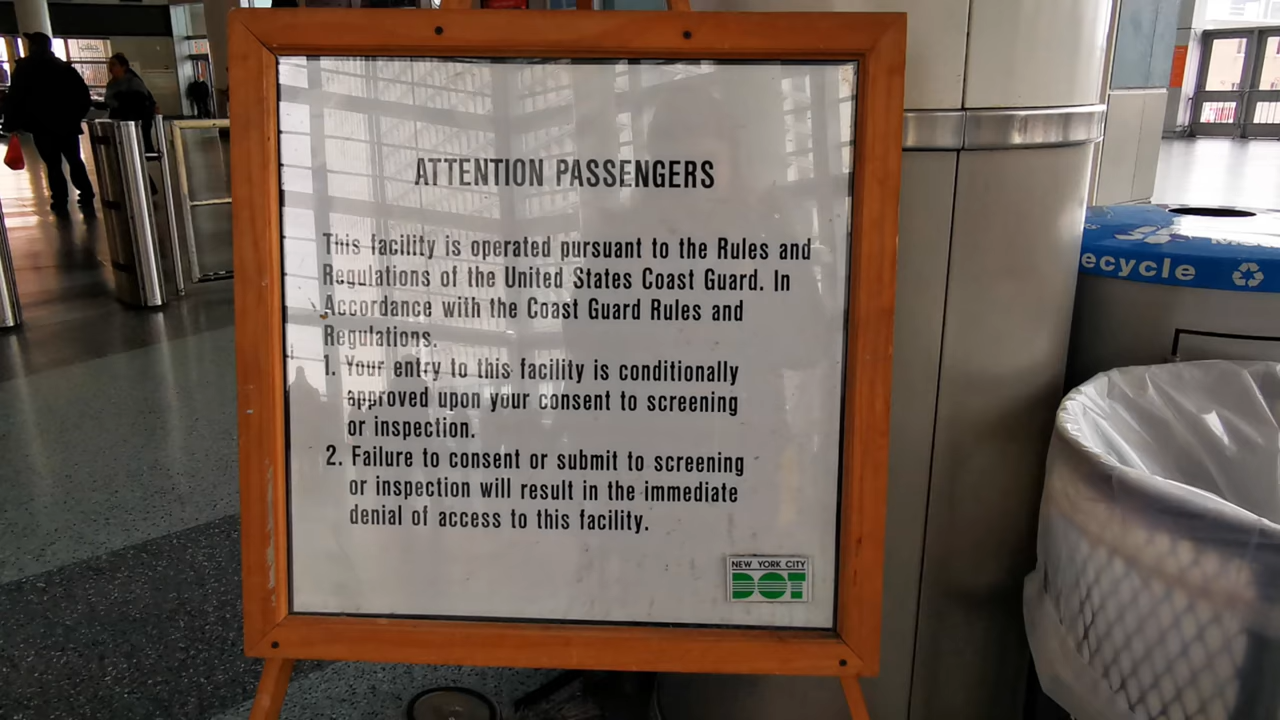 ATTENTION PASSENGERS
This facility is operated pursuant to the Rules and
Regulations of the United States Coast Guard. In
Accordance with the Coast Guard Rules and
Regulations.
1. Your entry to this facility is conditionally
approved upon your consent to screening
or inspection.
2. Failure to consent or submit to screening
or inspection will result in the immediate
denial of access to this facility.
NEW YORK CITY
DOT
ecycle